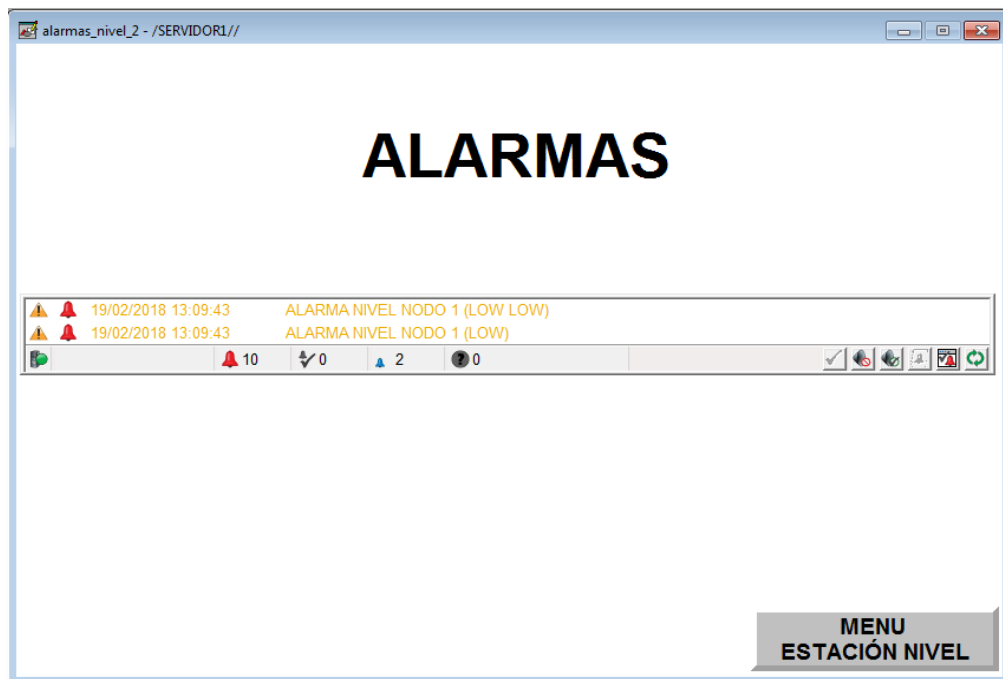 alarmas_nivel_2 - /SERVIDOR1//
ALARMAS
19/02/2018 13:09:43 ALARMA NIVEL NODO 1 (LOW LOW)
19/02/2018 13:09:43 ALARMA NIVEL NODO 1 (LOW)
10 0 2 ? 0
MENU
ESTACIÓN NIVEL